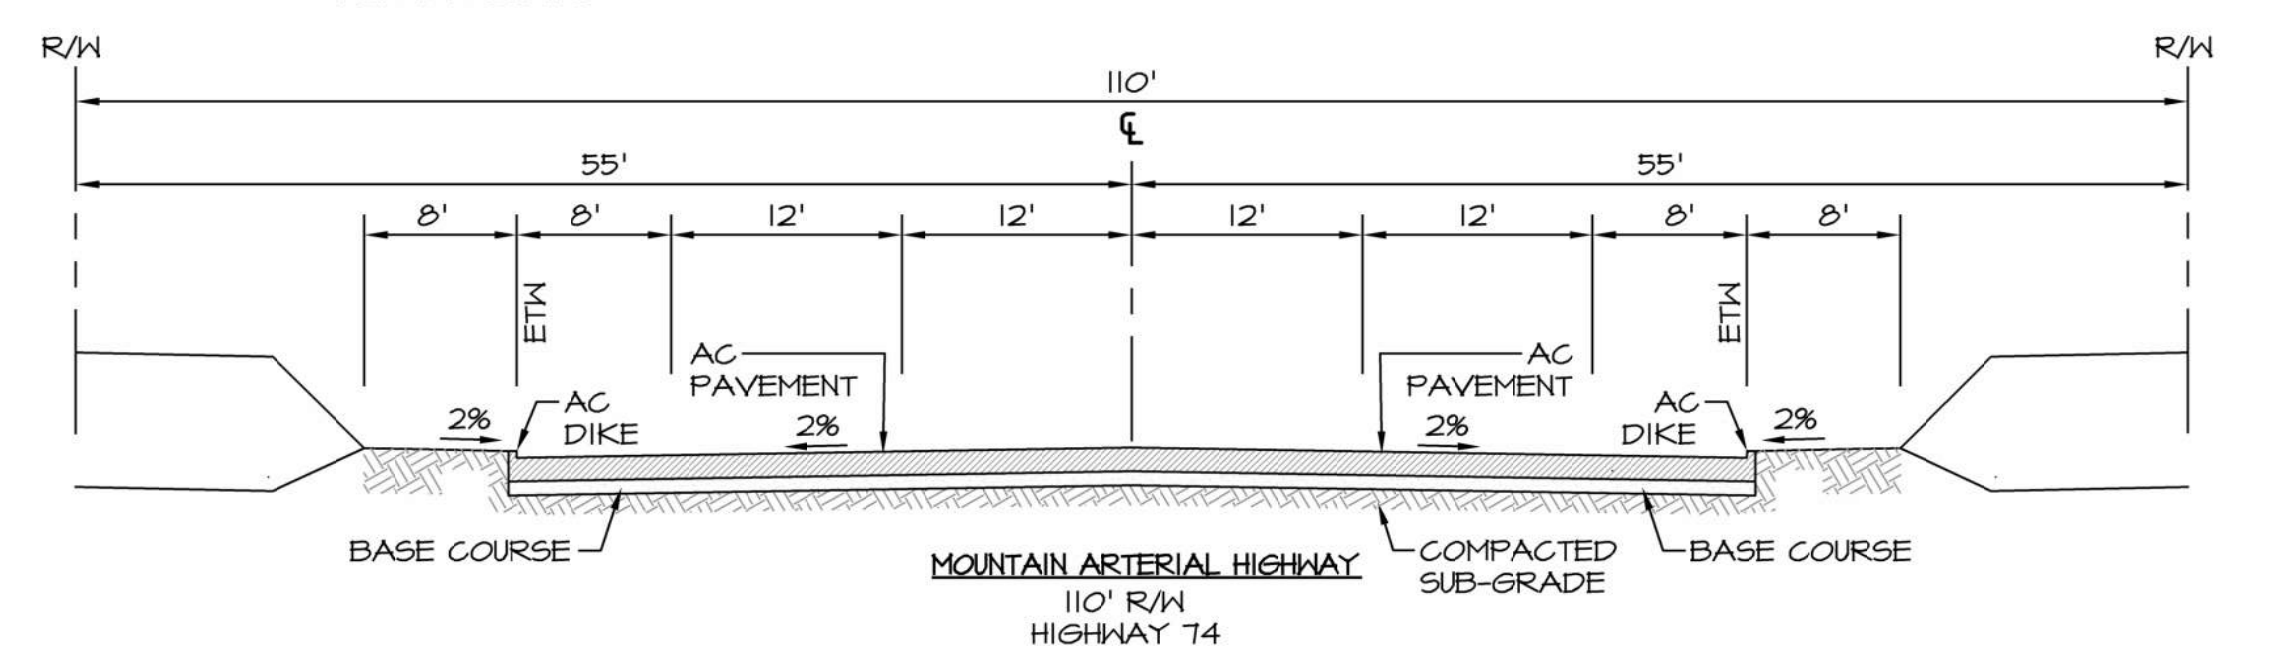 R/W
R/W
110'
℄
55'
55'
8'
8'
12'
12'
12'
12'
8'
8'
ETW
ETW
AC
PAVEMENT
AC
PAVEMENT
AC
DIKE
AC
DIKE
2%
2%
2%
2%
BASE COURSE
COMPACTED
SUB-GRADE
BASE COURSE
MOUNTAIN ARTERIAL HIGHWAY
110' R/W
HIGHWAY 74